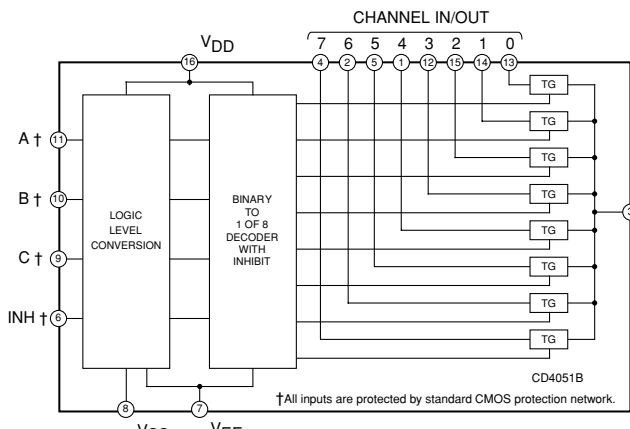 CHANNEL IN/OUT
VDD
7 6 5 4 3 2 1 0
16
4 2 5 1 12 15 14 13
TG
A † 11
TG
TG
B † 10
LOGIC
LEVEL
CONVERSION
BINARY
TO
1 OF 8
DECODER
WITH
INHIBIT
TG
3
TG
C † 9
TG
INH † 6
TG
TG
CD4051B
†All inputs are protected by standard CMOS protection network.
8 7